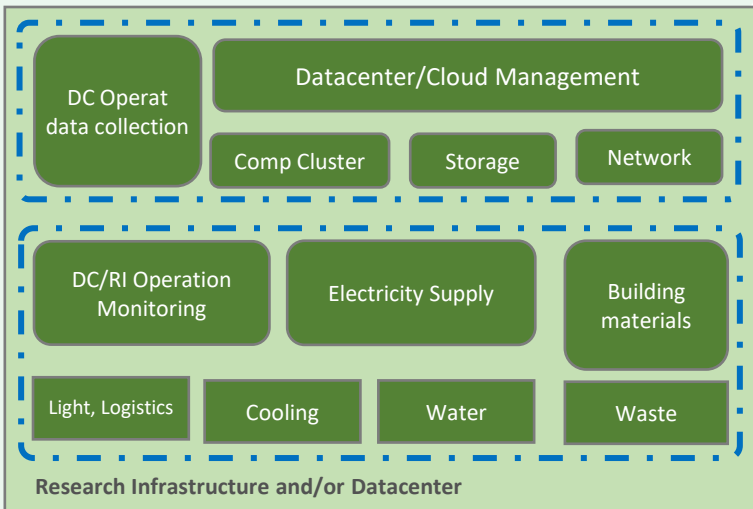 DC Operat
data collection
Datacenter/Cloud Management
Comp Cluster
Storage
Network
DC/RI Operation
Monitoring
Electricity Supply
Building
materials
Light, Logistics
Cooling
Water
Waste
Research Infrastructure and/or Datacenter